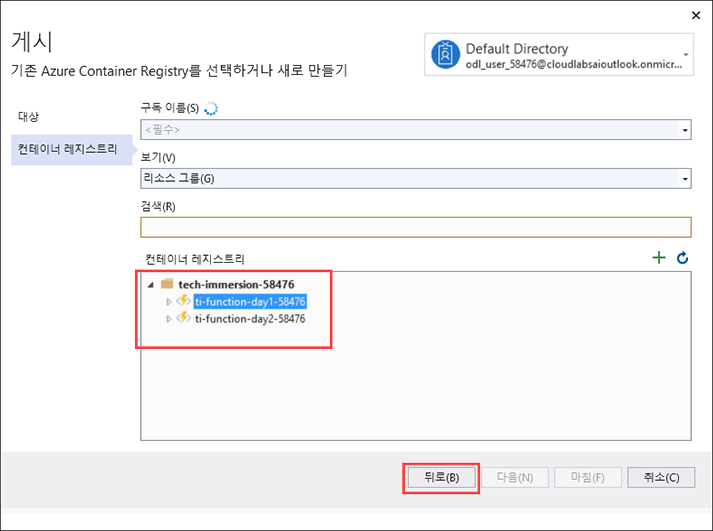 게시
기존 Azure Container Registry를 선택하거나 새로 만들기
Default Directory
odl_user_58476@cloudlabsaioutlook.onmicr...
대상
컨테이너 레지스트리
구독 이름(S)
<필수>
보기(V)
리소스 그룹(G)
검색(R)
컨테이너 레지스트리
tech-immersion-58476
ti-function-day1-58476
ti-function-day2-58476
뒤로(B) 다음(N) 마침(F) 취소(C)